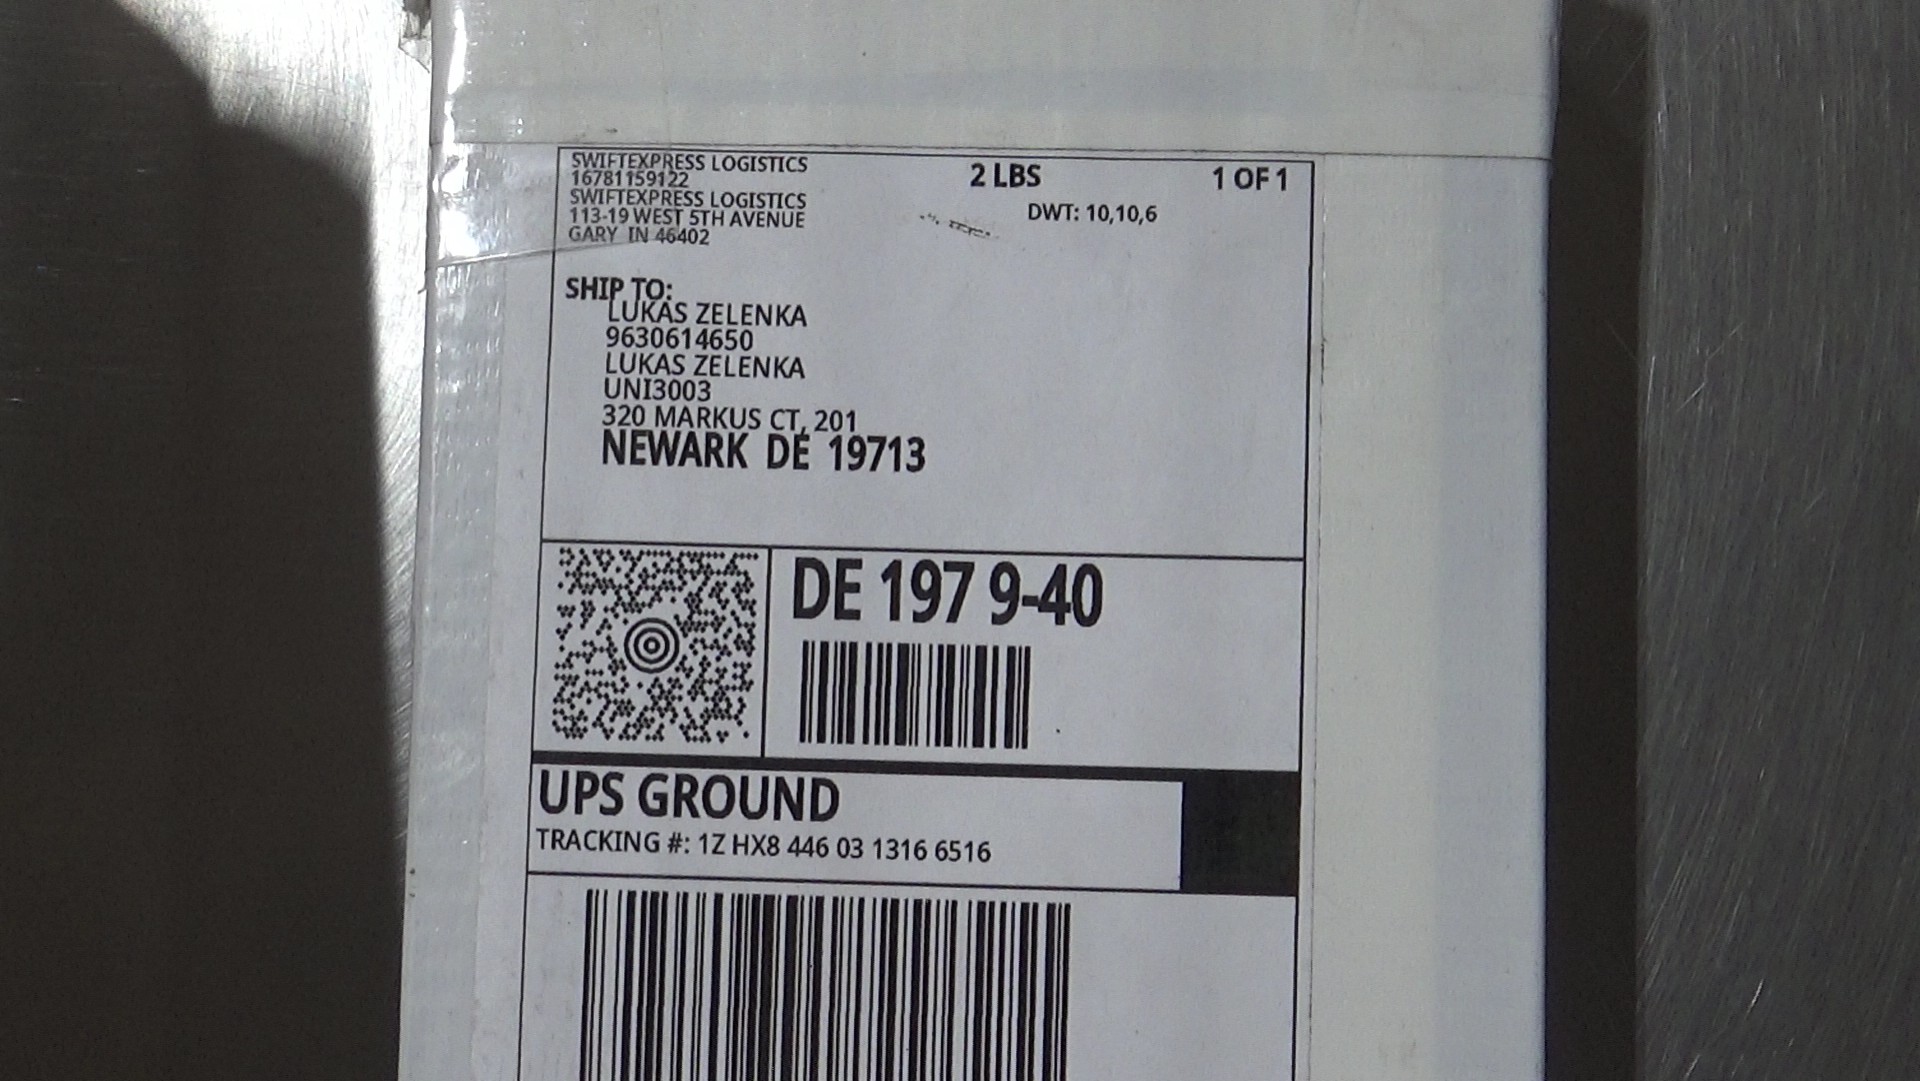 SWIFTEXPRESS LOGISTICS
16781159122
SWIFTEXPRESS LOGISTICS
113-19 WEST 5TH AVENUE
GARY IN 46402
2 LBS
1 OF 1
DWT: 10,10,6
SHIP TO:
LUKAS ZELENKA
9630614650
LUKAS ZELENKA
UNI3003
320 MARKUS CT, 201
NEWARK DE 19713
DE 197 9-40
UPS GROUND
TRACKING #: 1Z HX8 446 03 1316 6516